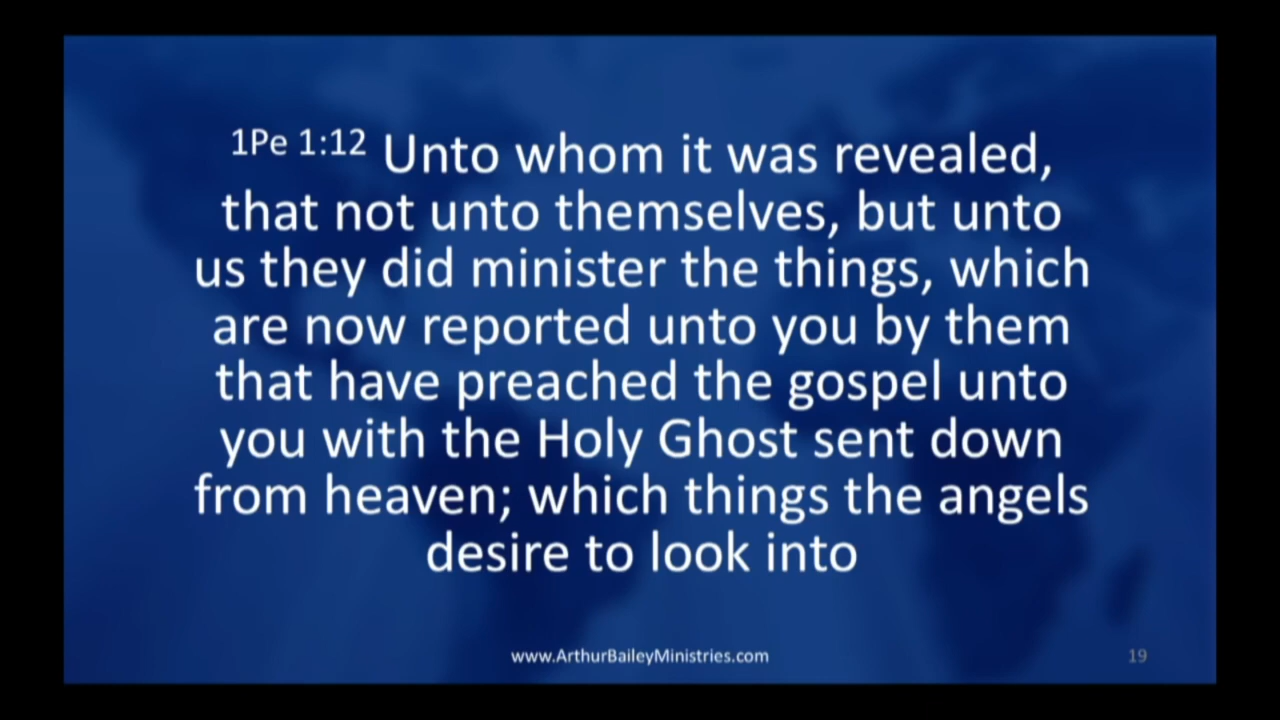 1Pe 1:12 Unto whom it was revealed,
that not unto themselves, but unto
us they did minister the things, which
are now reported unto you by them
that have preached the gospel unto
you with the Holy Ghost sent down
from heaven; which things the angels
desire to look into
www.ArthurBaileyMinistries.com
19